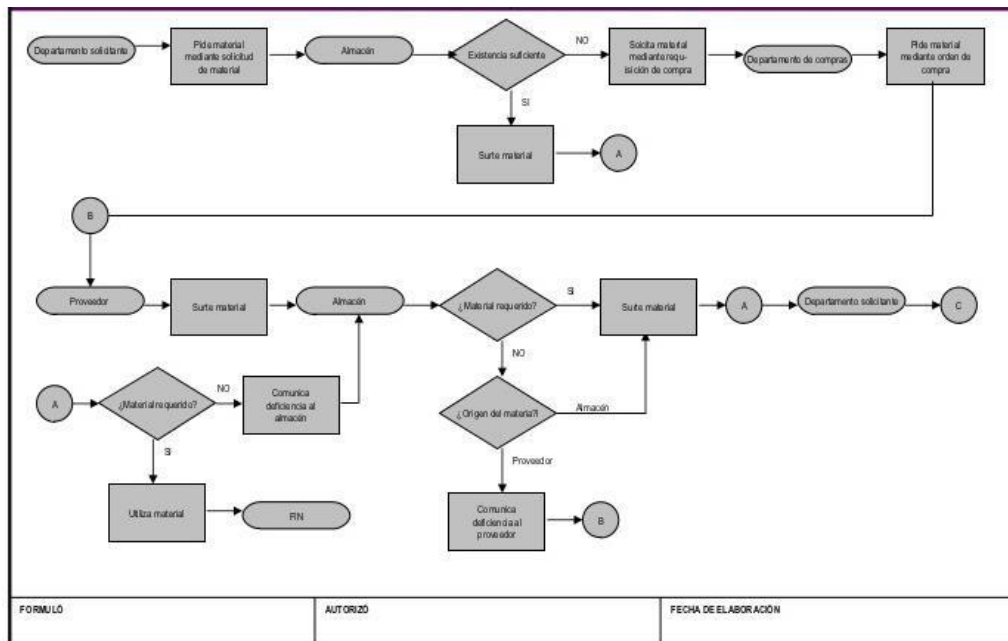 Departamento solicitante
Pide material
mediante solicitud
de material
Almacén
Existencia suficiente
NO
Solicita material
mediante requi-
sición de compra
Departamento de compras
Pide material
mediante orden de
compra
SI
Surte material
A
B
Proveedor
Surte material
Almacén
¿Material requerido?
SI
Surte material
A
Departamento solicitante
C
NO
A
¿Material requerido?
NO
Comunica
deficiencia al
almacén
¿Origen del material?
Almacén
SI
Proveedor
Utiliza material
FIN
Comunica
deficiencia al
proveedor
B
FORMULÓ
AUTORIZÓ
FECHA DE ELABORACIÓN